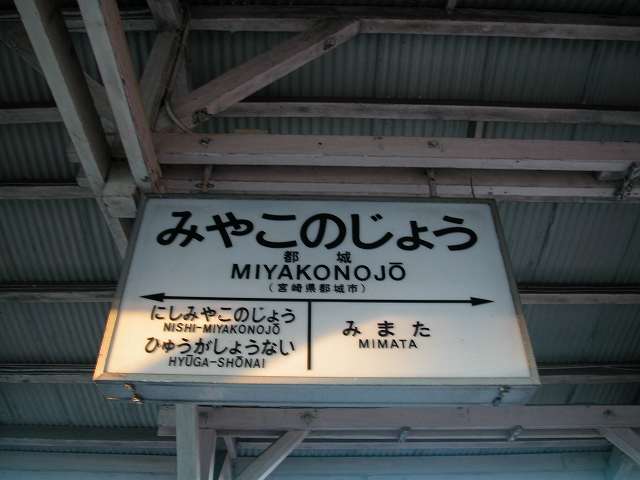 みやこのじょう
都城
MIYAKONOJŌ
(宮崎県都城市)
にしみやこのじょう
NISHI-MIYAKONOJŌ
ひゅうがしょうない
HYŪGA-SHŌNAI
みまた
MIMATA